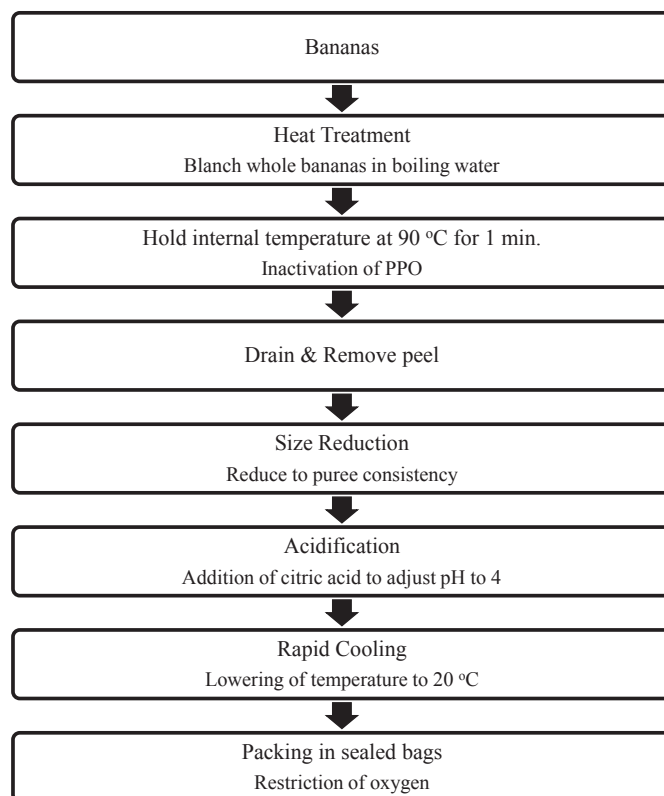 Bananas
Heat Treatment
Blanch whole bananas in boiling water
Hold internal temperature at 90 °C for 1 min.
Inactivation of PPO
Drain & Remove peel
Size Reduction
Reduce to puree consistency
Acidification
Addition of citric acid to adjust pH to 4
Rapid Cooling
Lowering of temperature to 20 °C
Packing in sealed bags
Restriction of oxygen